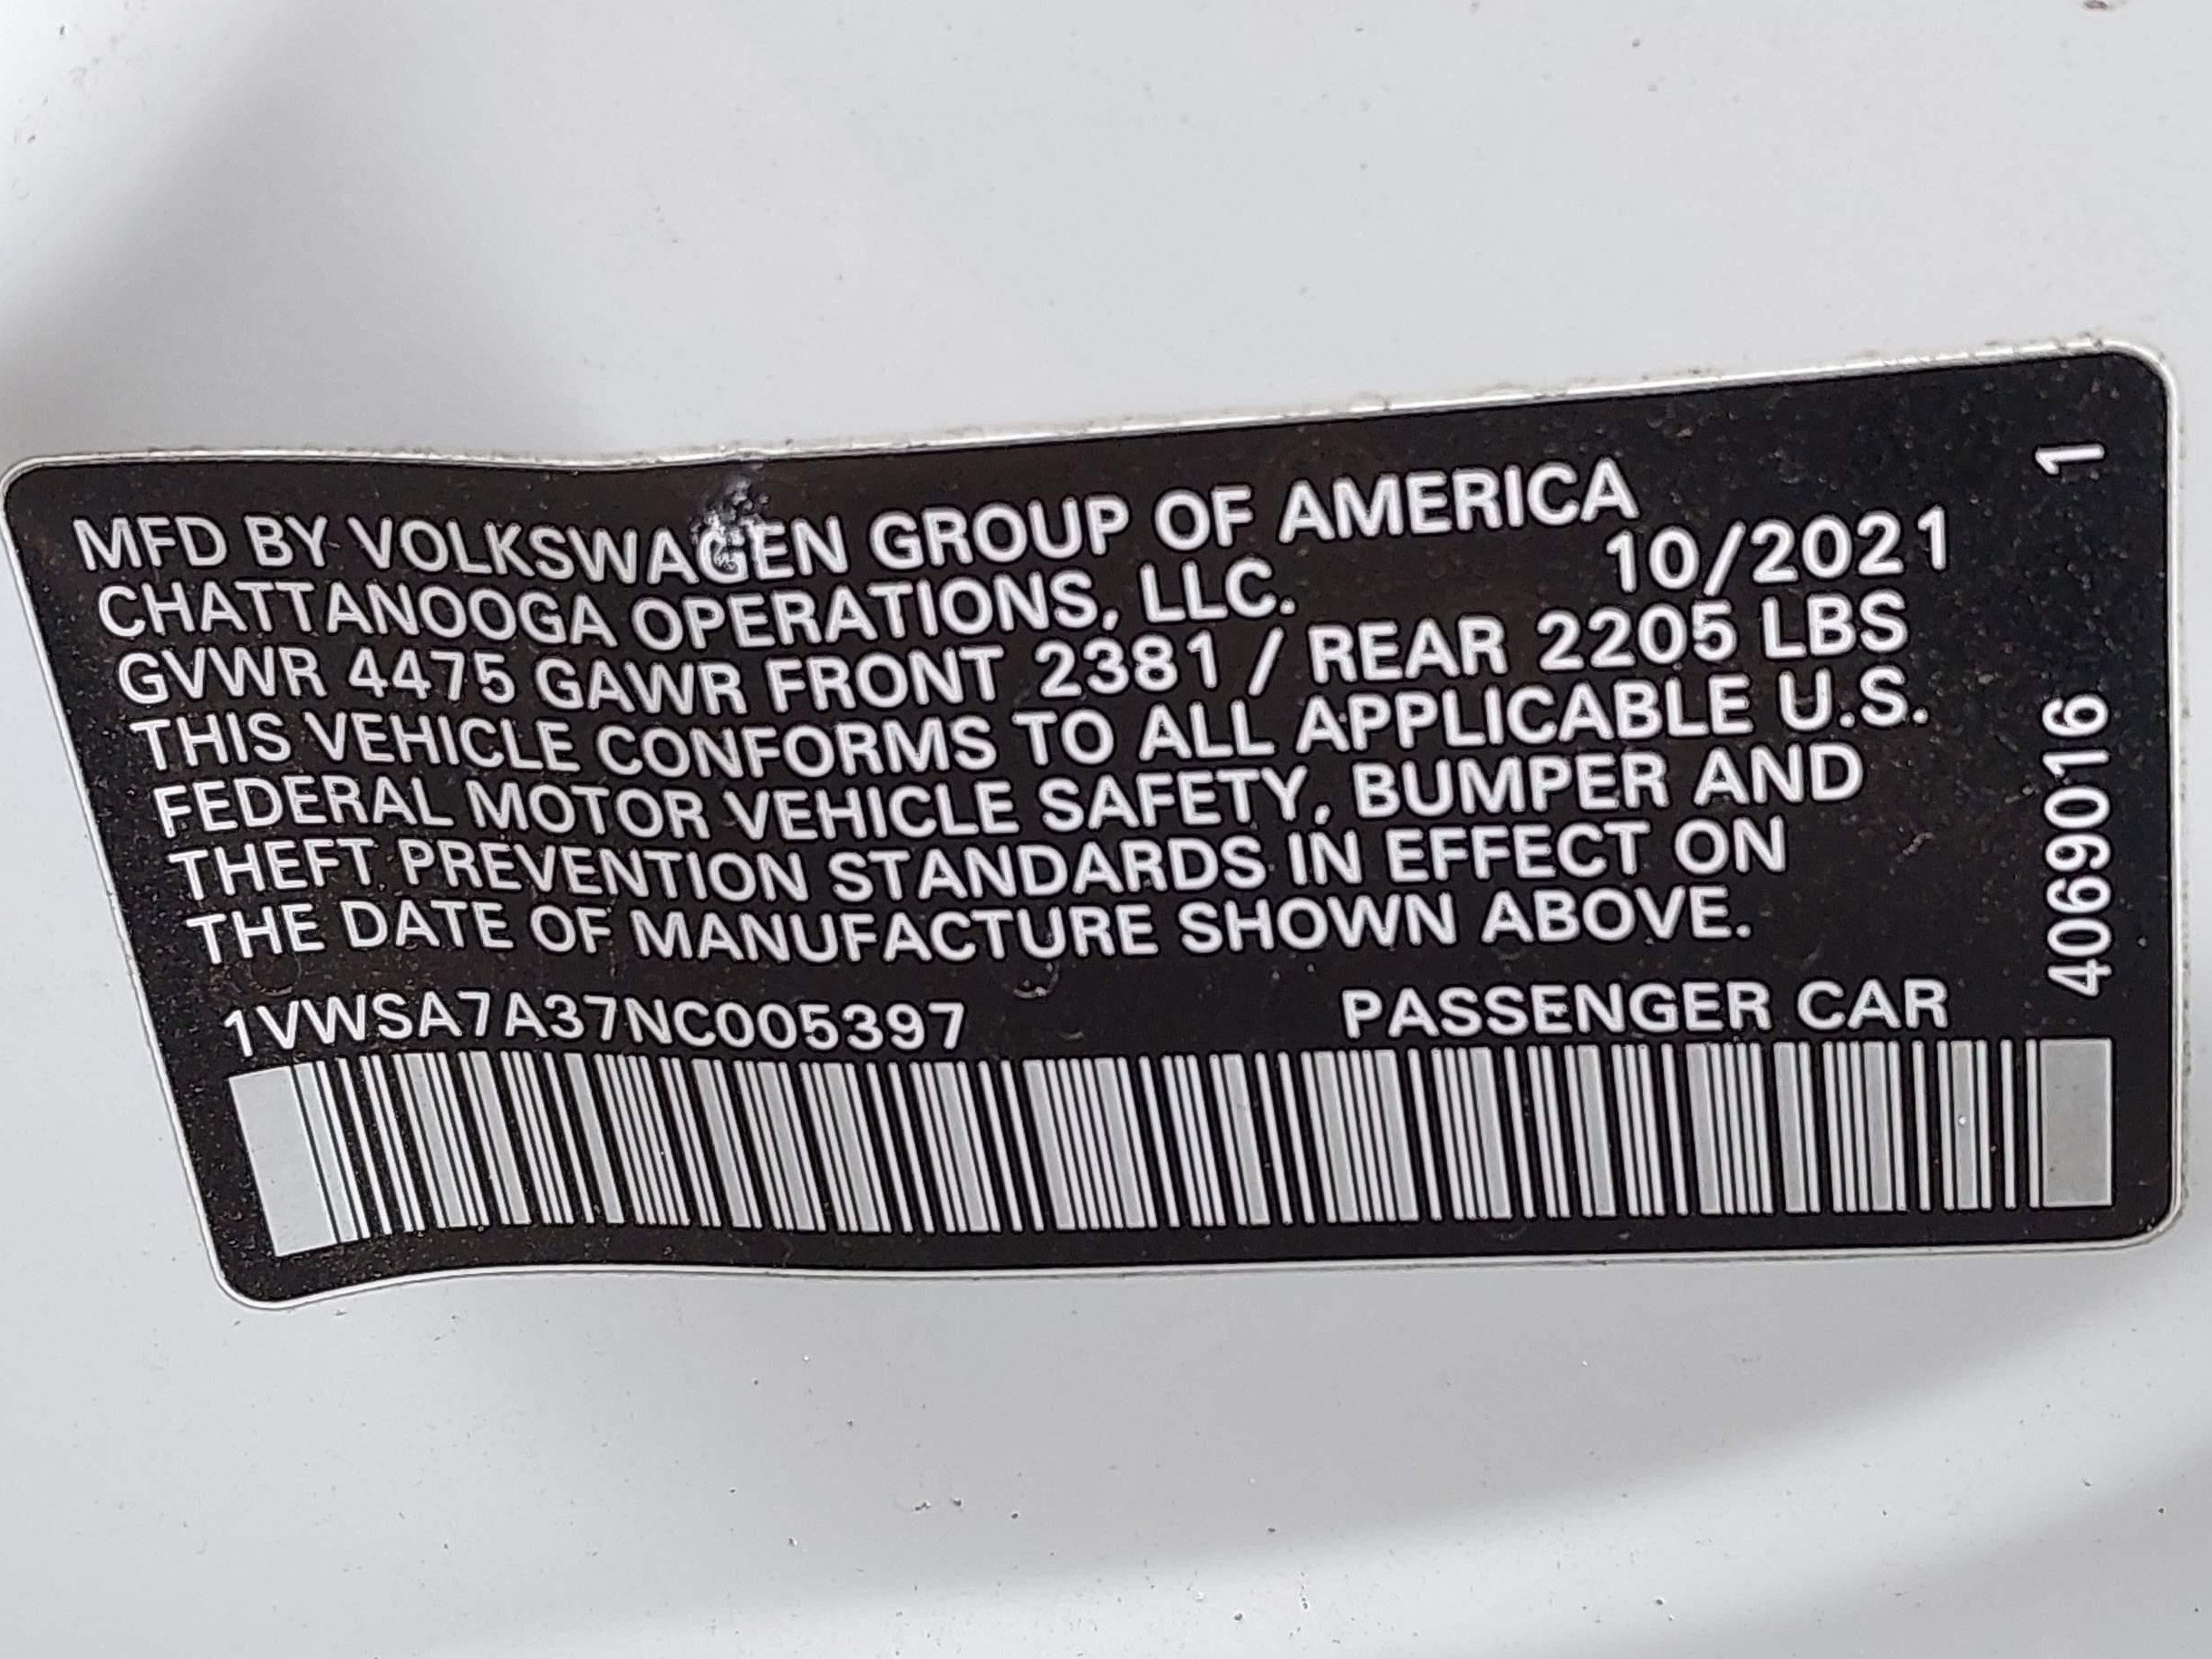 MFD BY VOLKSWAGEN GROUP OF AMERICA
CHATTANOOGA OPERATIONS, LLC. 10/2021
GVWR 4475 GAWR FRONT 2381 / REAR 2205 LBS
THIS VEHICLE CONFORMS TO ALL APPLICABLE U.S.
FEDERAL MOTOR VEHICLE SAFETY, BUMPER AND
THEFT PREVENTION STANDARDS IN EFFECT ON
THE DATE OF MANUFACTURE SHOWN ABOVE.
1VWSA7A37NC005397 PASSENGER CAR
4069016 1